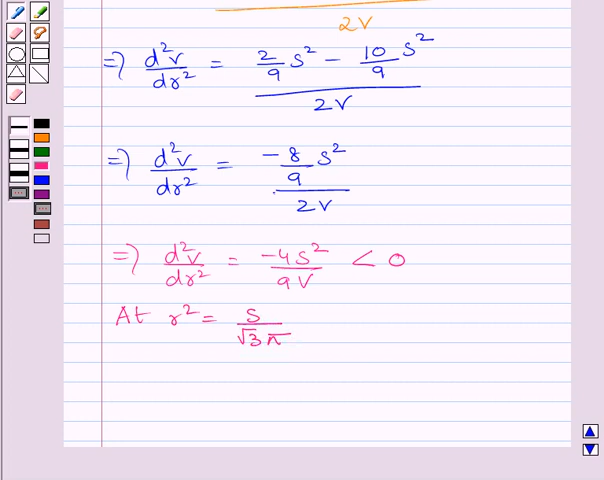 2V
⇒ d²v/dr² = (2/9 s² − 10/9 s²)/2V
⇒ d²v/dr² = (−8/9 s²)/2V
⇒ d²v/dr² = −4s²/9V < 0
At r² = s/√3π